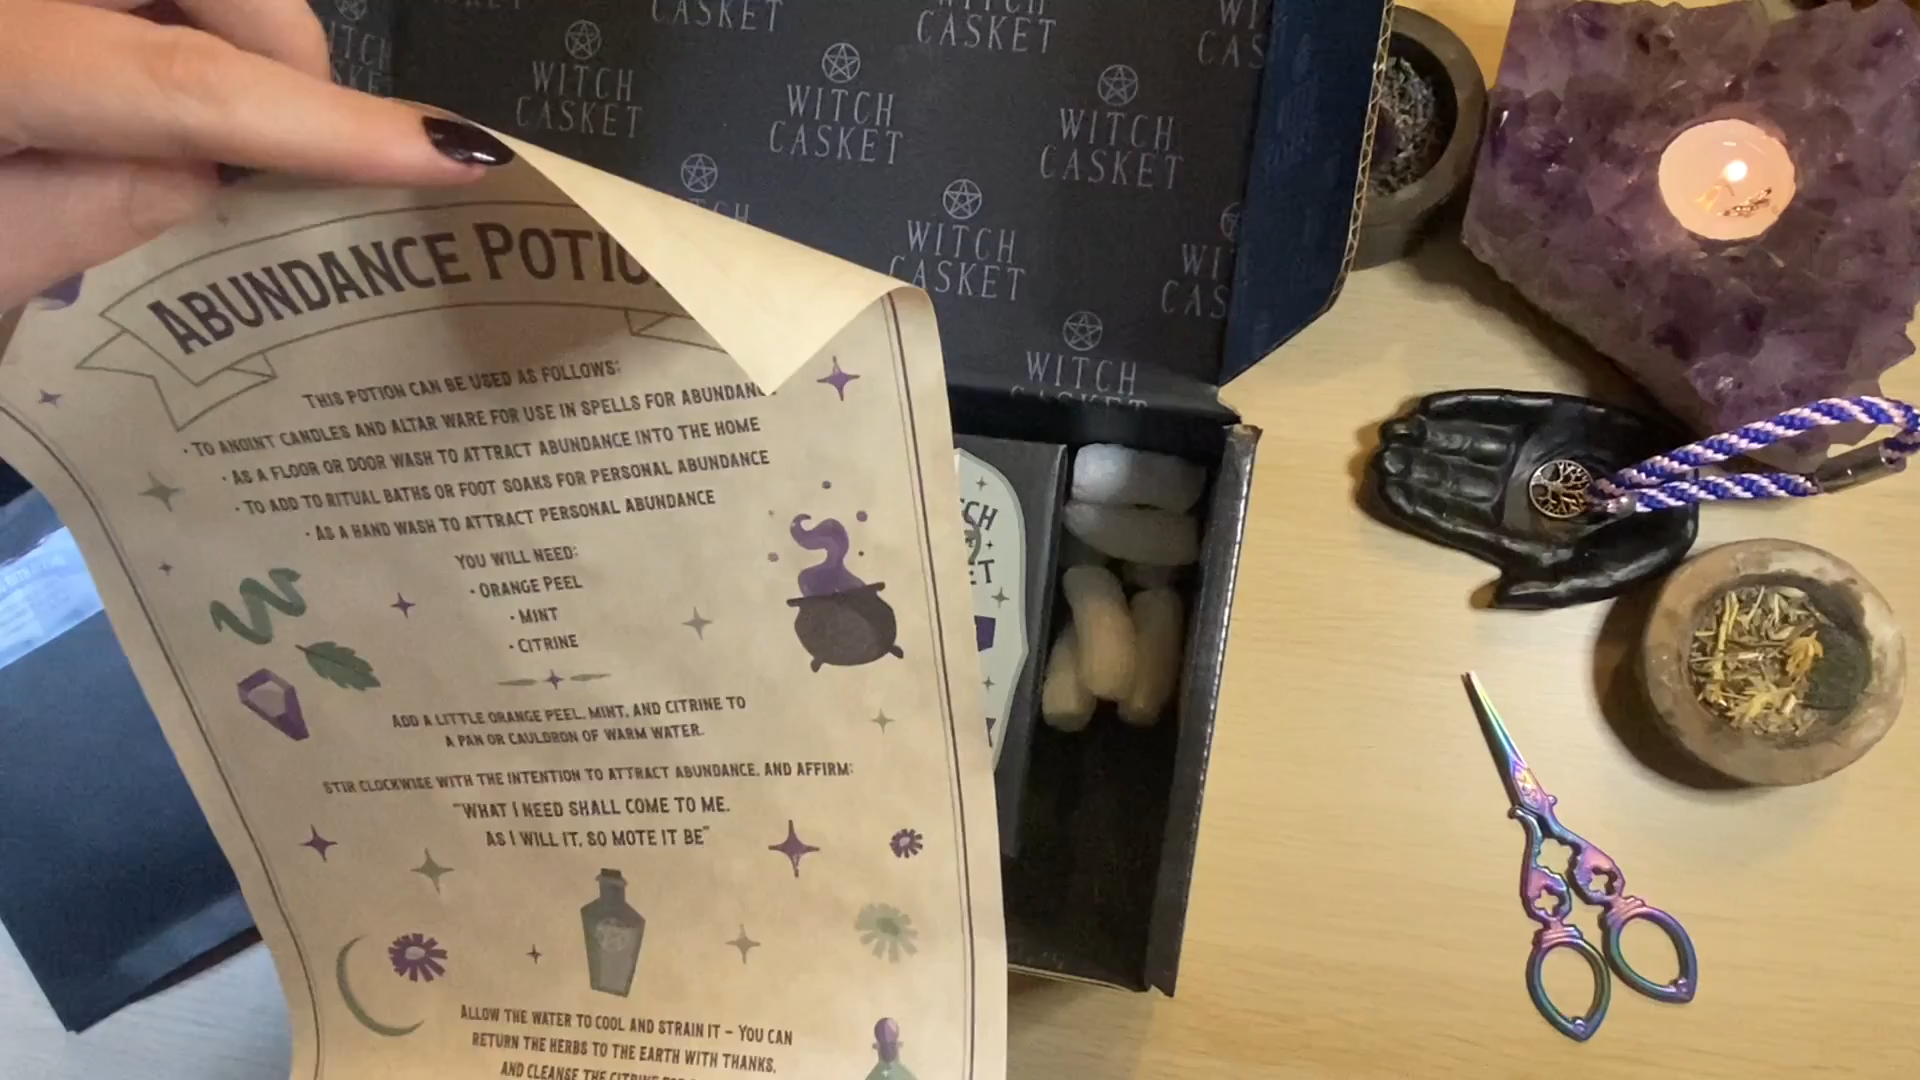 CASKET
WITCH
CASKET
WITCH
CASKET
WITCH
CASKET
WITCH
CASKET
WITCH
CASKET
WITCH
ABUNDANCE POTIO
THIS POTION CAN BE USED AS FOLLOWS:
· TO ANOINT CANDLES AND ALTAR WARE FOR USE IN SPELLS FOR ABUNDAN
· AS A FLOOR OR DOOR WASH TO ATTRACT ABUNDANCE INTO THE HOME
· TO ADD TO RITUAL BATHS OR FOOT SOAKS FOR PERSONAL ABUNDANCE
· AS A HAND WASH TO ATTRACT PERSONAL ABUNDANCE
YOU WILL NEED:
· ORANGE PEEL
· MINT
· CITRINE
ADD A LITTLE ORANGE PEEL, MINT, AND CITRINE TO
A PAN OR CAULDRON OF WARM WATER.
STIR CLOCKWISE WITH THE INTENTION TO ATTRACT ABUNDANCE, AND AFFIRM:
"WHAT I NEED SHALL COME TO ME.
AS I WILL IT, SO MOTE IT BE"
ALLOW THE WATER TO COOL AND STRAIN IT – YOU CAN
RETURN THE HERBS TO THE EARTH WITH THANKS,
AND CLEANSE THE CITRINE